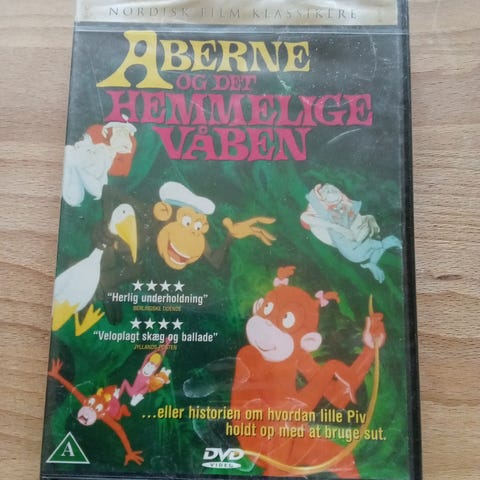 NORDISK FILM KLASSIKERE
ABERNE
OG DET
HEMMELIGE
VÅBEN
★★★★
"Herlig underholdning"
BERLINGSKE TIDENDE
★★★★
"Veloplagt skæg og ballade"
JYLLANDS-POSTEN
...eller historien om hvordan lille Piv
holdt op med at bruge sut.
A
DVD
VIDEO